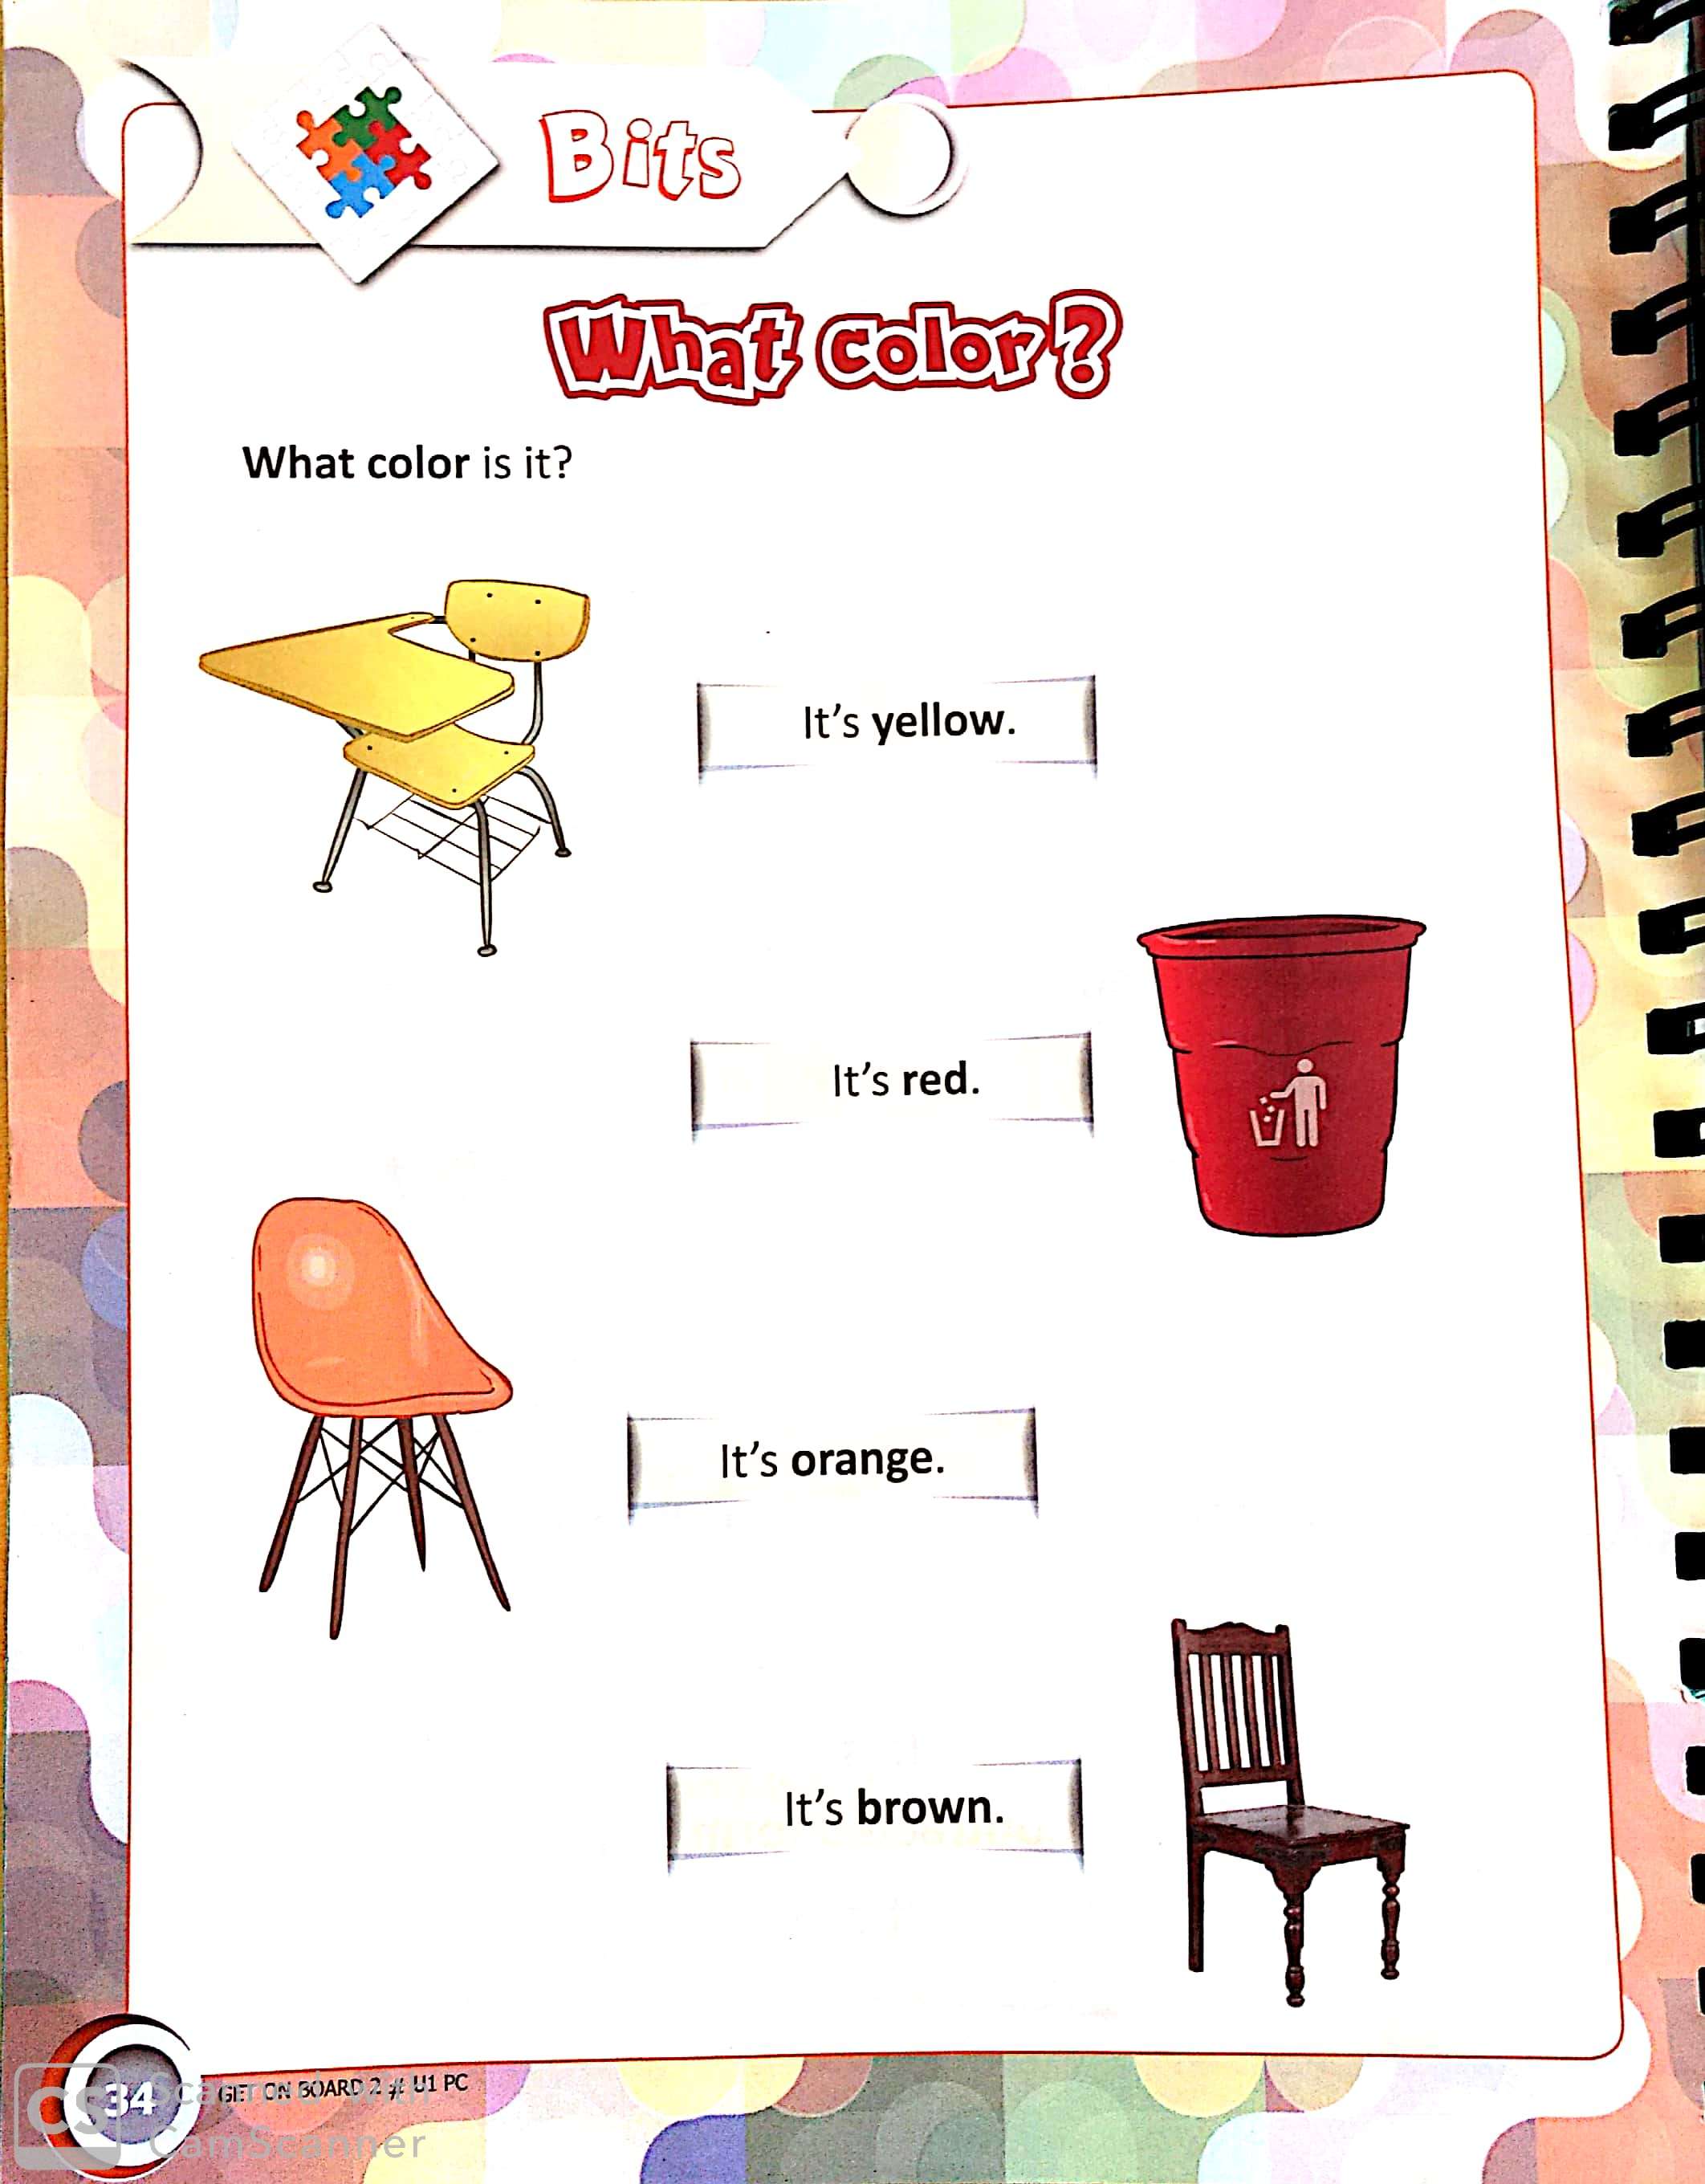 Bits
What color?
What color is it?
It's yellow.
It's red.
It's orange.
It's brown.
34
GET ON BOARD 2 # U1 PC
CS
Scanned with
CamScanner